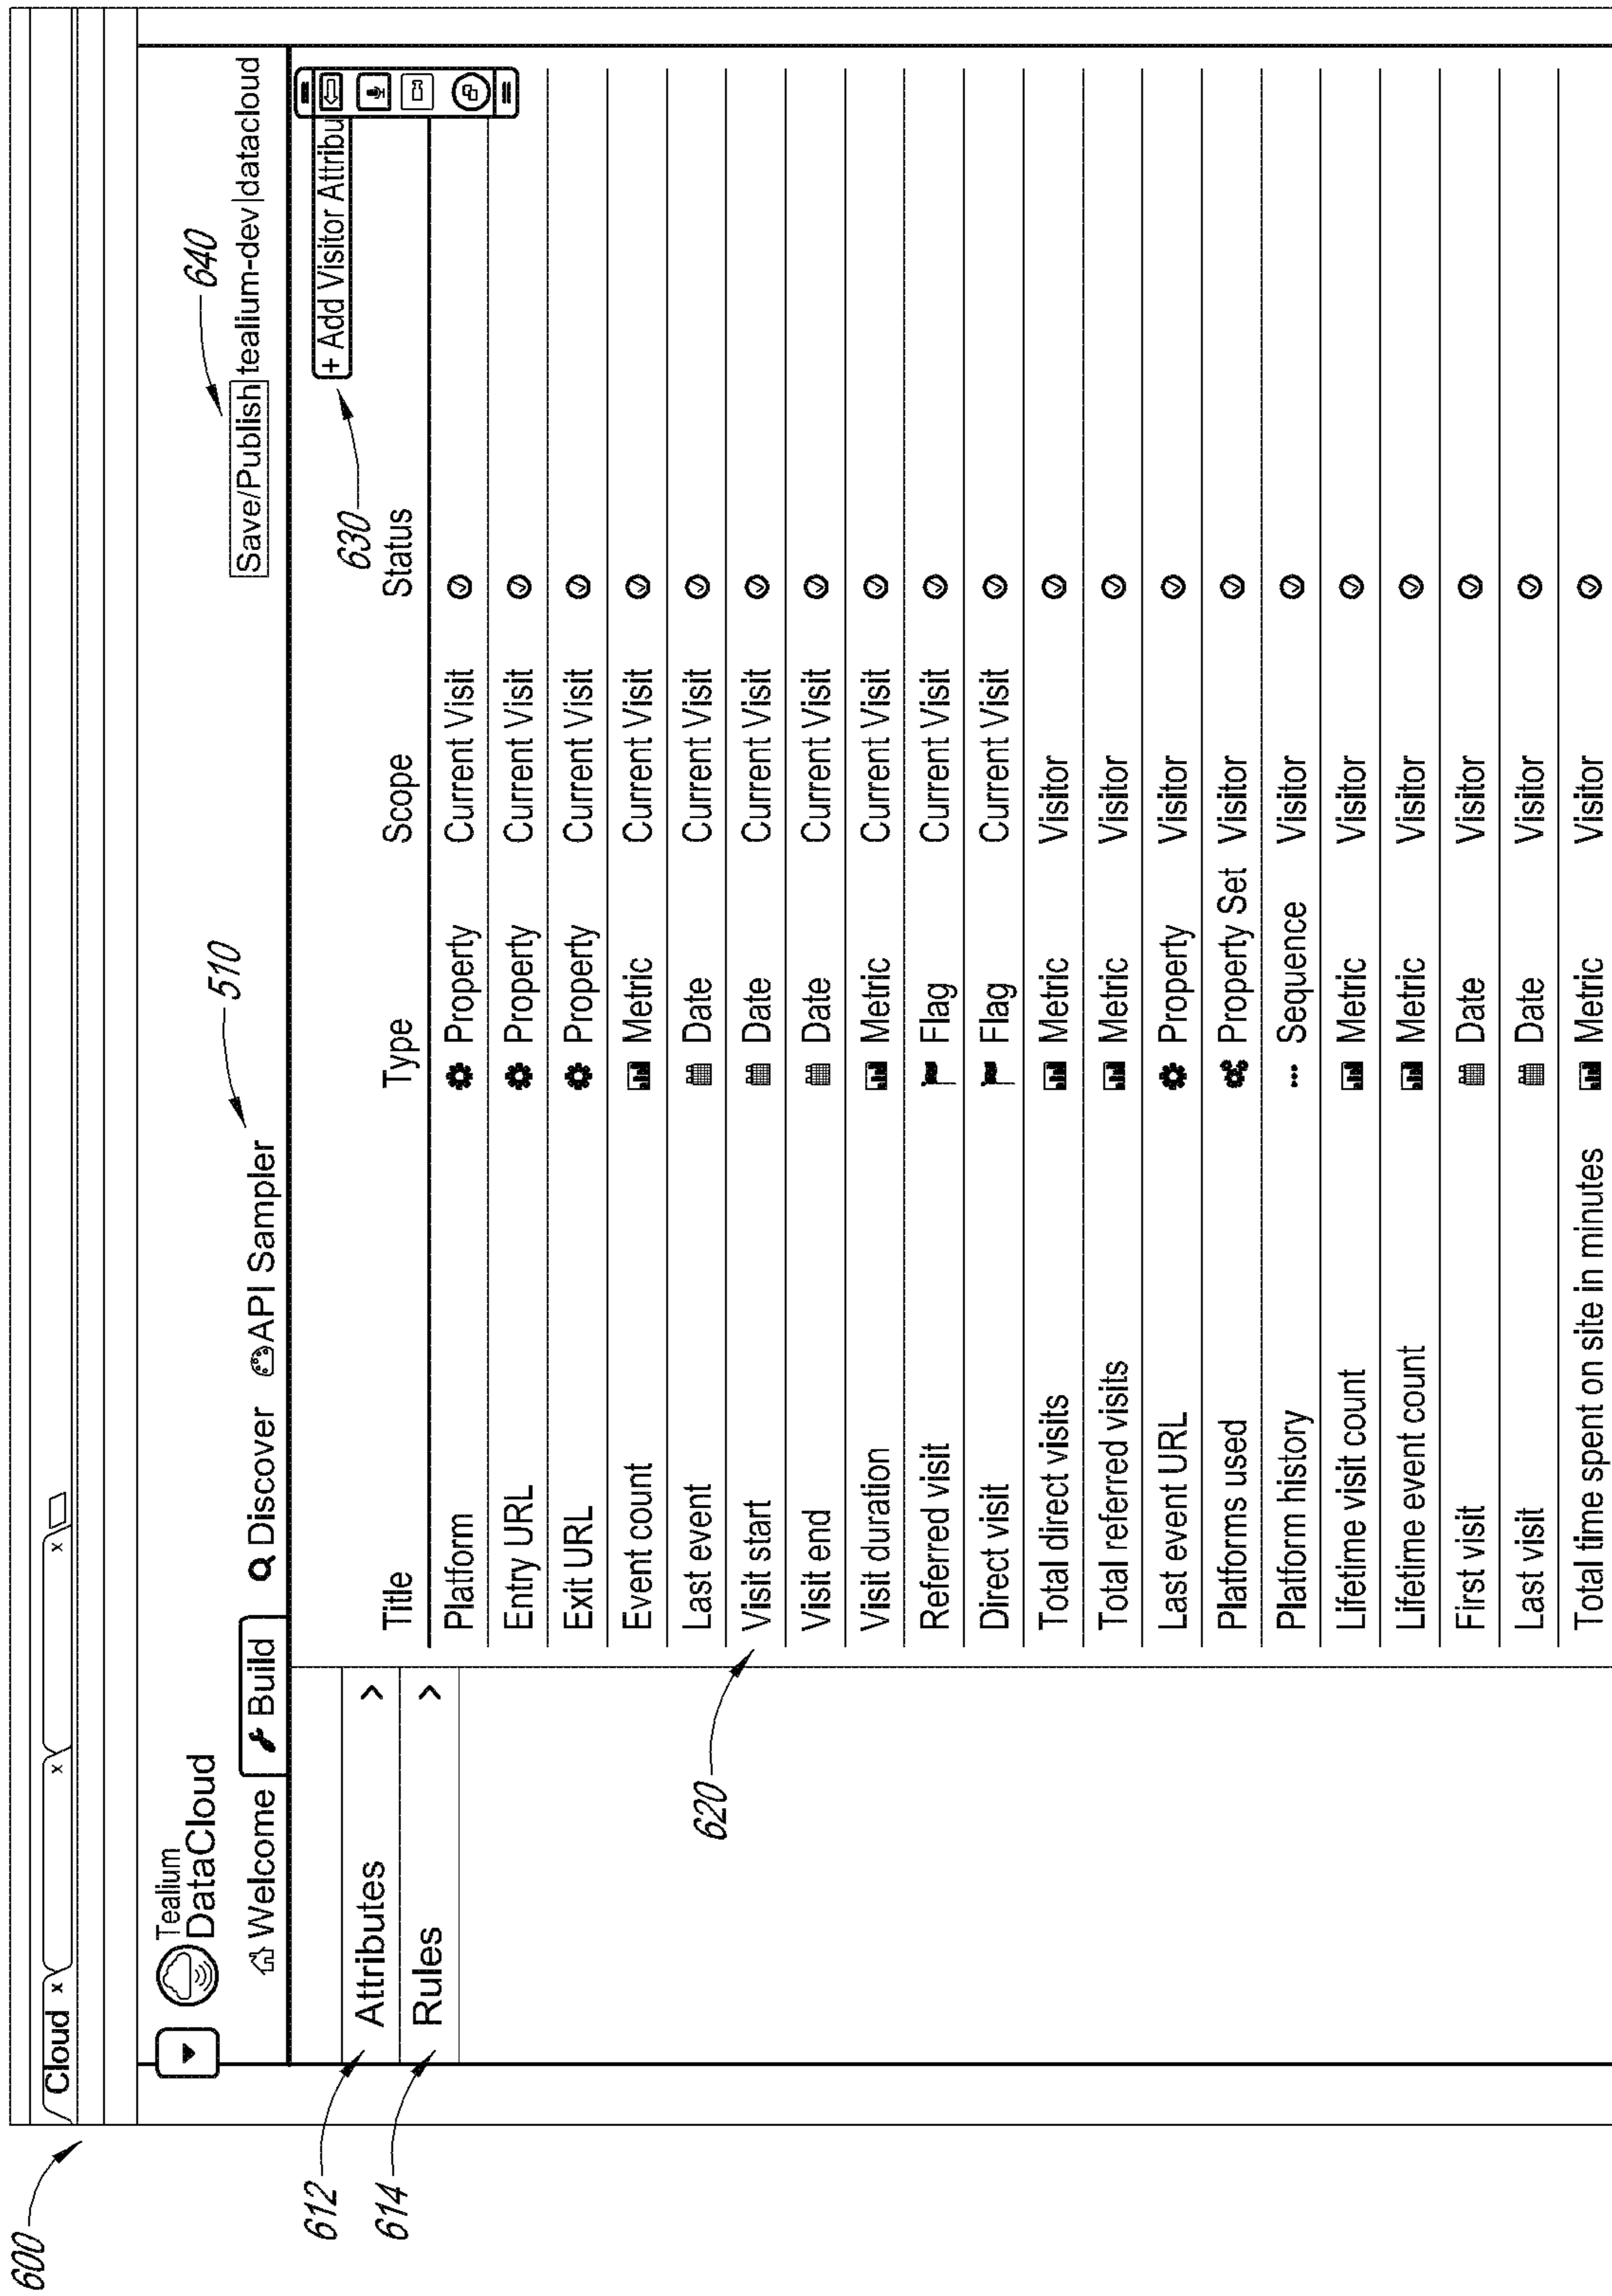 600
Cloud x
x
x
Tealium
DataCloud
640
Save/Publish tealium-dev|datacloud
510
Welcome Build Discover API Sampler
630
+ Add Visitor Attribu
612
Attributes >
614
Rules >
620
Title Type Scope Status
Platform Property Current Visit
Entry URL Property Current Visit
Exit URL Property Current Visit
Event count Metric Current Visit
Last event Date Current Visit
Visit start Date Current Visit
Visit end Date Current Visit
Visit duration Metric Current Visit
Referred visit Flag Current Visit
Direct visit Flag Current Visit
Total direct visits Metric Visitor
Total referred visits Metric Visitor
Last event URL Property Visitor
Platforms used Property Set Visitor
Platform history Sequence Visitor
Lifetime visit count Metric Visitor
Lifetime event count Metric Visitor
First visit Date Visitor
Last visit Date Visitor
Total time spent on site in minutes Metric Visitor